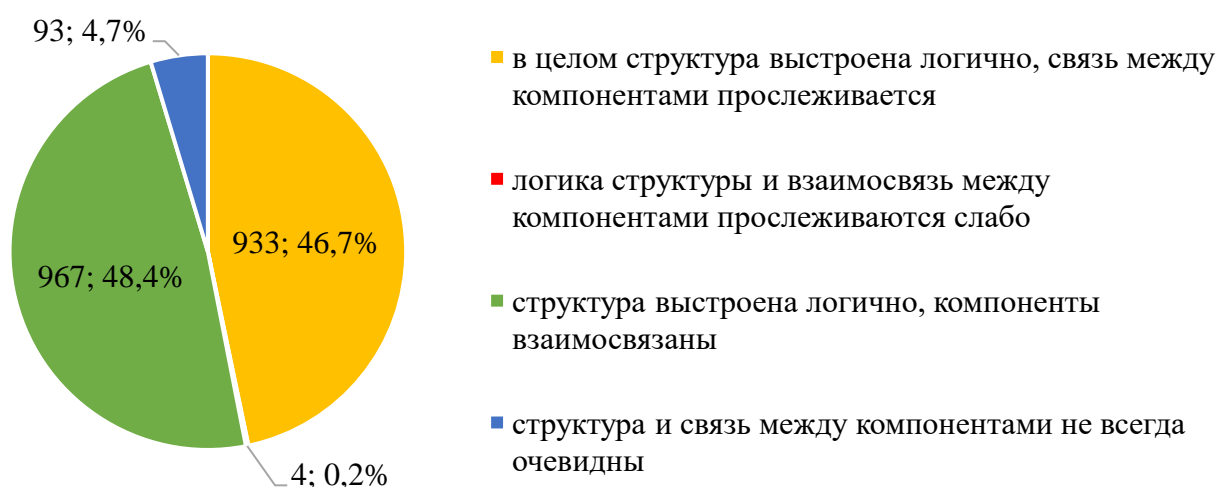 93; 4,7%
933; 46,7%
967; 48,4%
4; 0,2%
в целом структура выстроена логично, связь между
компонентами прослеживается
логика структуры и взаимосвязь между
компонентами прослеживаются слабо
структура выстроена логично, компоненты
взаимосвязаны
структура и связь между компонентами не всегда
очевидны